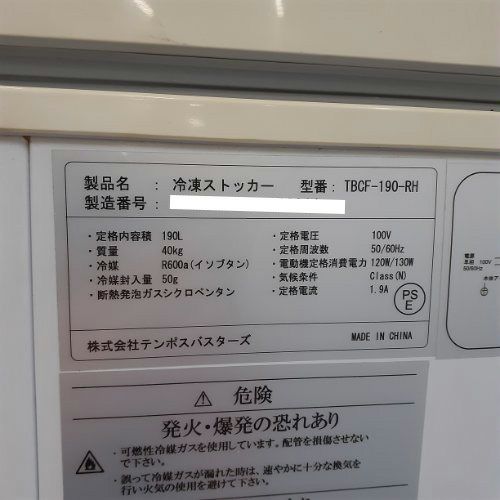 製品名 : 冷凍ストッカー 型番: TBCF-190-RH
製造番号:
・定格内容積 190L ・定格電圧 100V
・質量 40kg ・定格周波数 50/60Hz
・冷媒 R600a(イソブタン) ・電動機定格消費電力 120W/130W
・冷媒封入量 50g ・気候条件 Class(N)
・断熱発泡ガスシクロペンタン ・定格電流 1.9A
PS
E
株式会社テンポスバスターズ MADE IN CHINA
電源
単相 100V
50/60Hz
⚠ 危険
発火・爆発の恐れあり
・可燃性冷媒ガスを使用しています。配管を損傷させない
で下さい。
・誤って冷媒ガスが漏れた時は、速やかに十分な換気を
行い火気の使用を避けて下さい。